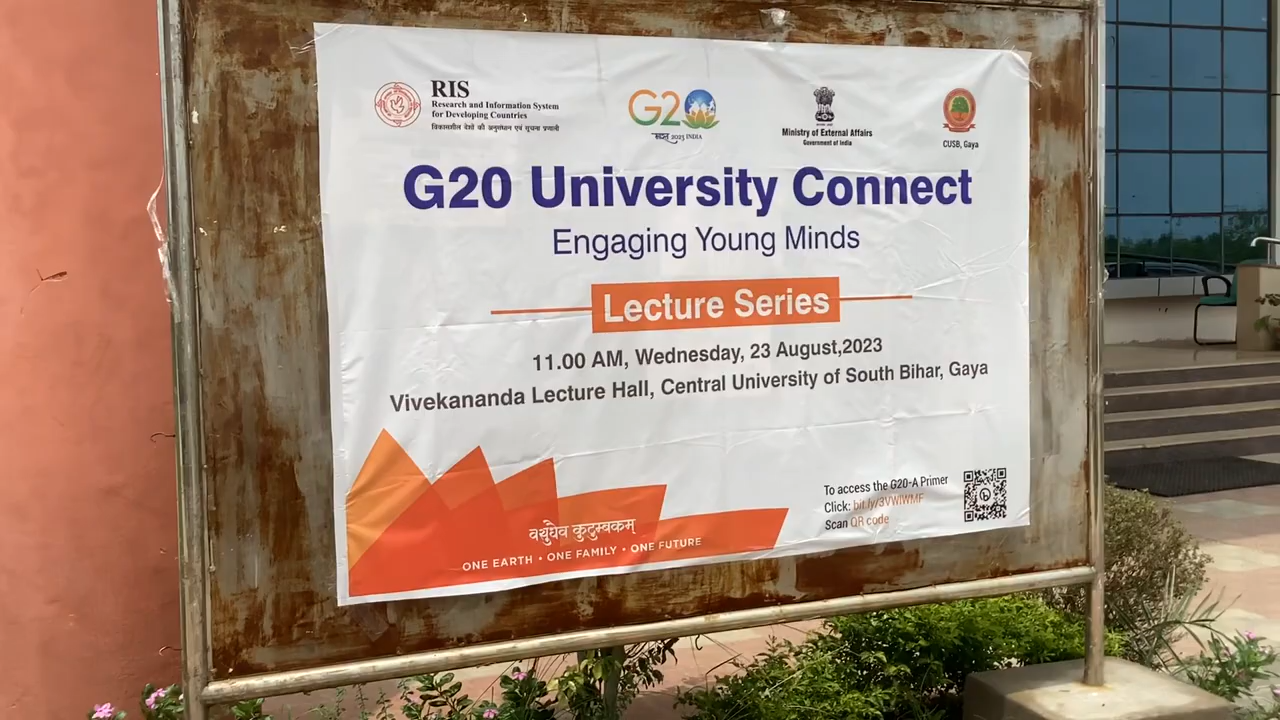 RIS
Research and Information System
for Developing Countries
विकासशील देशों की अनुसंधान एवं सूचना प्रणाली
G20
भारत 2023 INDIA
Ministry of External Affairs
Government of India
CUSB, Gaya
G20 University Connect
Engaging Young Minds
Lecture Series
11.00 AM, Wednesday, 23 August,2023
Vivekananda Lecture Hall, Central University of South Bihar, Gaya
वसुधैव कुटुम्बकम्
ONE EARTH • ONE FAMILY • ONE FUTURE
To access the G20-A Primer
Click: bit.ly/3VWIWMF
Scan QR code